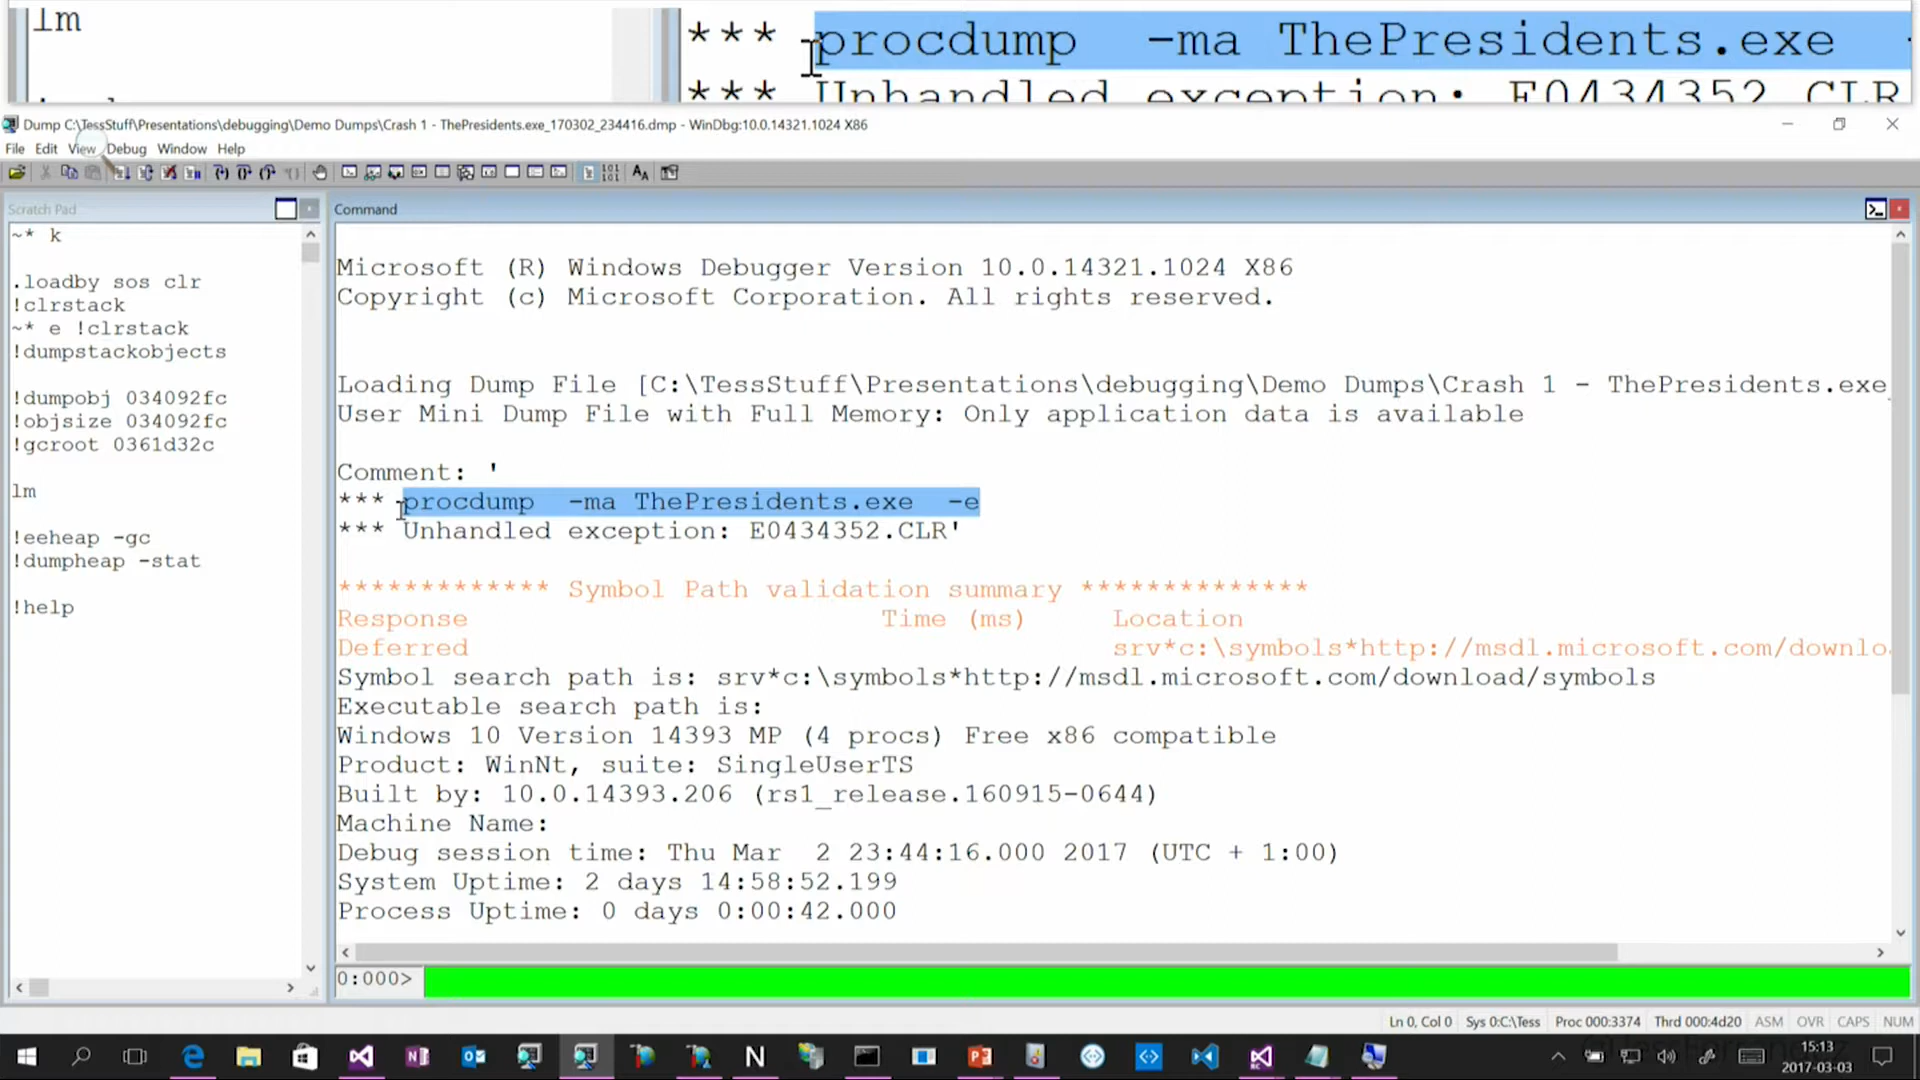 lm
*** procdump  -ma ThePresidents.exe  -
*** Unhandled exception: E0434352.CLR
Dump C:\TessStuff\Presentations\debugging\Demo Dumps\Crash 1 - ThePresidents.exe_170302_234416.dmp - WinDbg:10.0.14321.1024 X86
File Edit View Debug Window Help
Scratch Pad
~* k
.loadby sos clr
!clrstack
~* e !clrstack
!dumpstackobjects
!dumpobj 034092fc
!objsize 034092fc
!gcroot 0361d32c
lm
!eeheap -gc
!dumpheap -stat
!help
Command
Microsoft (R) Windows Debugger Version 10.0.14321.1024 X86
Copyright (c) Microsoft Corporation. All rights reserved.
Loading Dump File [C:\TessStuff\Presentations\debugging\Demo Dumps\Crash 1 - ThePresidents.exe_
User Mini Dump File with Full Memory: Only application data is available
Comment: '
*** procdump  -ma ThePresidents.exe  -e
*** Unhandled exception: E0434352.CLR'
************* Symbol Path validation summary **************
Response Time (ms) Location
Deferred srv*c:\symbols*http://msdl.microsoft.com/downlo
Symbol search path is: srv*c:\symbols*http://msdl.microsoft.com/download/symbols
Executable search path is:
Windows 10 Version 14393 MP (4 procs) Free x86 compatible
Product: WinNt, suite: SingleUserTS
Built by: 10.0.14393.206 (rs1_release.160915-0644)
Machine Name:
Debug session time: Thu Mar  2 23:44:16.000 2017 (UTC + 1:00)
System Uptime: 2 days 14:58:52.199
Process Uptime: 0 days 0:00:42.000
0:000>
Ln 0, Col 0 Sys 0:C:\Tess Proc 000:3374 Thrd 000:4d20 ASM OVR CAPS NUM
15:13
2017-03-03